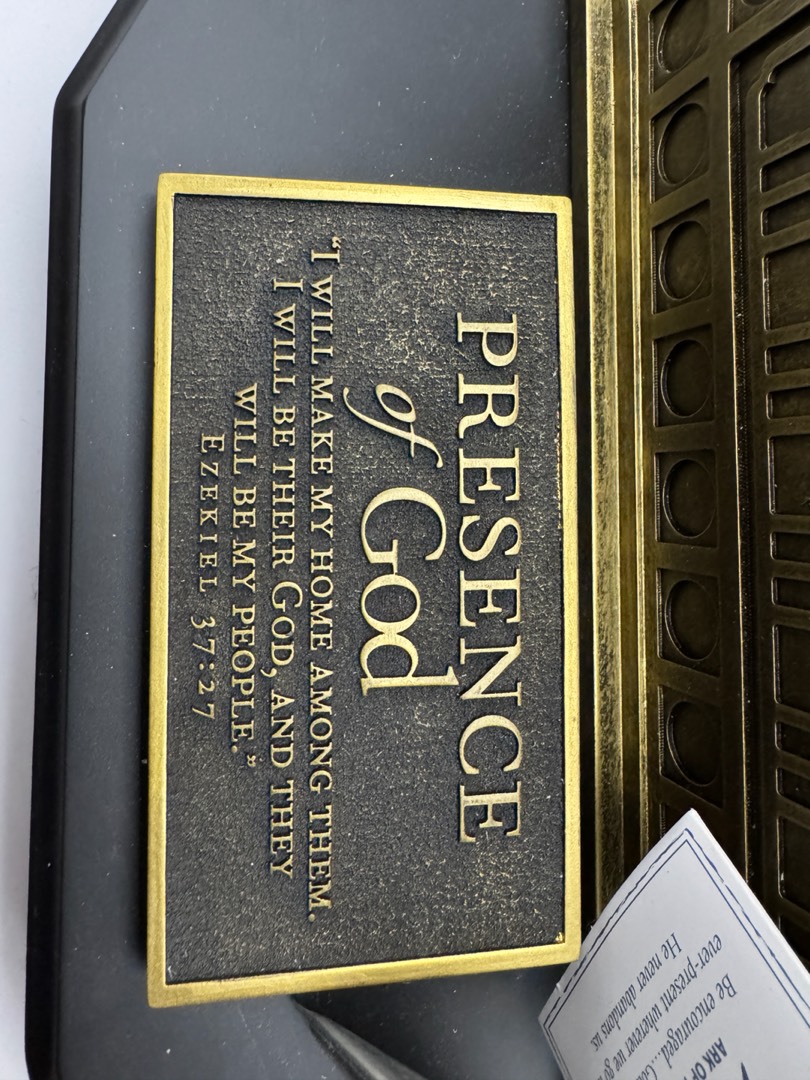 PRESENCE
of God
“I WILL MAKE MY HOME AMONG THEM.
I WILL BE THEIR GOD, AND THEY
WILL BE MY PEOPLE.”
EZEKIEL 37:27
ARK OF
Be encouraged...
ever-present wherever we go
He never abandons us.